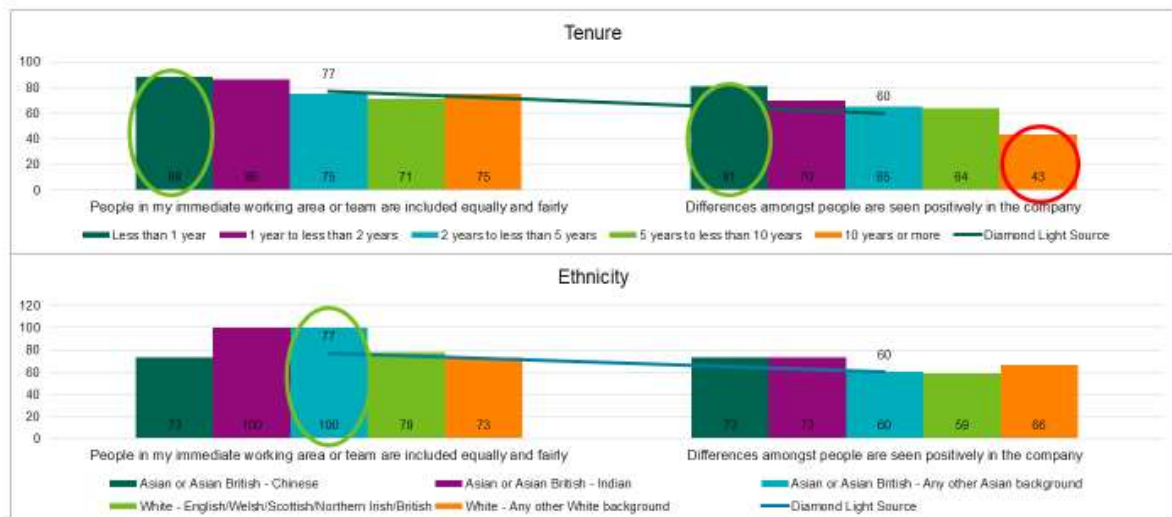 Tenure
100
80
60
40
20
0
77
60
88
86
75
71
75
81
70
65
64
43
People in my immediate working area or team are included equally and fairly
Differences amongst people are seen positively in the company
Less than 1 year
1 year to less than 2 years
2 years to less than 5 years
5 years to less than 10 years
10 years or more
Diamond Light Source
Ethnicity
120
100
80
60
40
20
0
77
60
73
100
100
79
73
73
73
60
59
66
People in my immediate working area or team are included equally and fairly
Differences amongst people are seen positively in the company
Asian or Asian British - Chinese
Asian or Asian British - Indian
Asian or Asian British - Any other Asian background
White - English/Welsh/Scottish/Northern Irish/British
White - Any other White background
Diamond Light Source